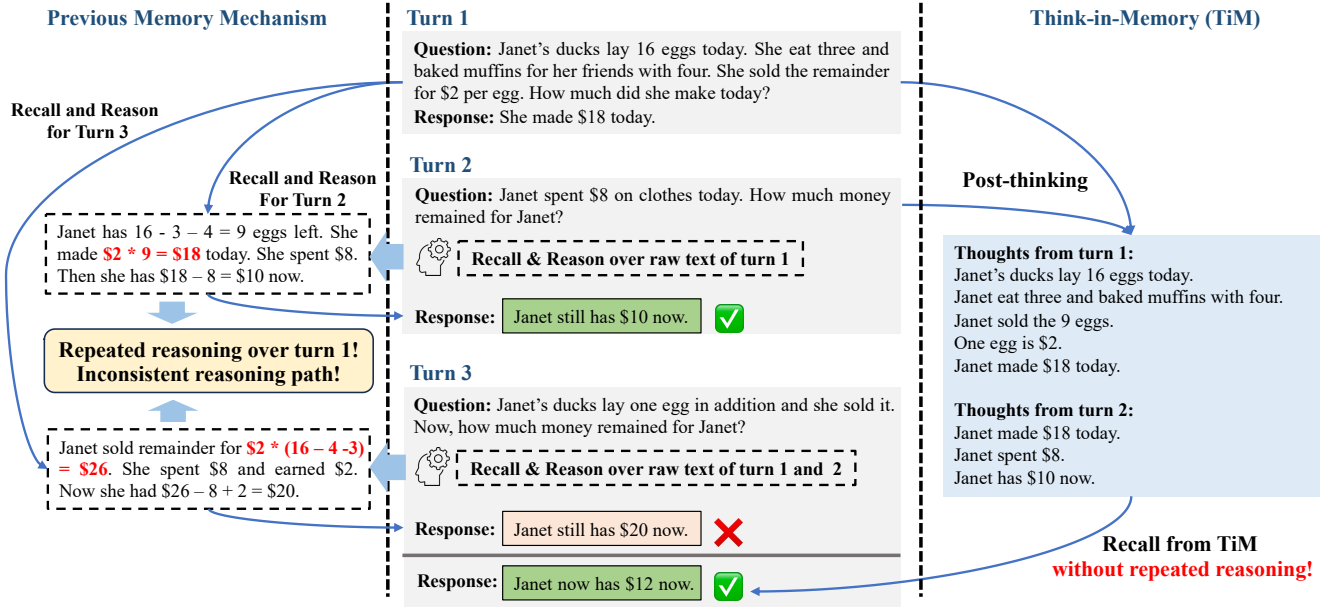 Previous Memory Mechanism
Recall and Reason
for Turn 3
Recall and Reason
For Turn 2
Janet has 16 - 3 – 4 = 9 eggs left. She
made $2 * 9 = $18 today. She spent $8.
Then she has $18 – 8 = $10 now.
Repeated reasoning over turn 1!
Inconsistent reasoning path!
Janet sold remainder for $2 * (16 – 4 -3)
= $26. She spent $8 and earned $2.
Now she had $26 – 8 + 2 = $20.
Turn 1
Question: Janet's ducks lay 16 eggs today. She eat three and
baked muffins for her friends with four. She sold the remainder
for $2 per egg. How much did she make today?
Response: She made $18 today.
Turn 2
Question: Janet spent $8 on clothes today. How much money
remained for Janet?
Recall & Reason over raw text of turn 1
Response: Janet still has $10 now.
Turn 3
Question: Janet's ducks lay one egg in addition and she sold it.
Now, how much money remained for Janet?
Recall & Reason over raw text of turn 1 and 2
Response: Janet still has $20 now.
Response: Janet now has $12 now.
Think-in-Memory (TiM)
Post-thinking
Thoughts from turn 1:
Janet's ducks lay 16 eggs today.
Janet eat three and baked muffins with four.
Janet sold the 9 eggs.
One egg is $2.
Janet made $18 today.
Thoughts from turn 2:
Janet made $18 today.
Janet spent $8.
Janet has $10 now.
Recall from TiM
without repeated reasoning!